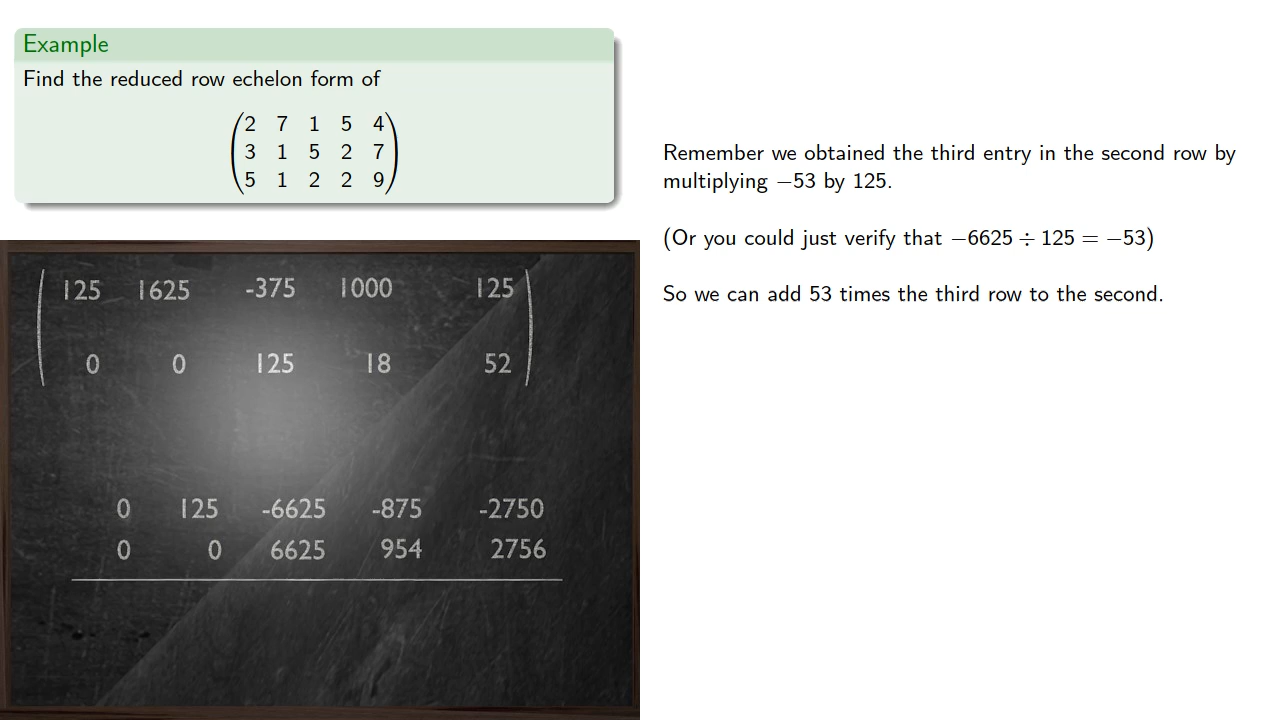 Example
Find the reduced row echelon form of
2 7 1 5 4
3 1 5 2 7
5 1 2 2 9
Remember we obtained the third entry in the second row by
multiplying −53 by 125.
(Or you could just verify that −6625 ÷ 125 = −53)
So we can add 53 times the third row to the second.
125 1625 -375 1000 125
0 0 125 18 52
0 125 -6625 -875 -2750
0 0 6625 954 2756